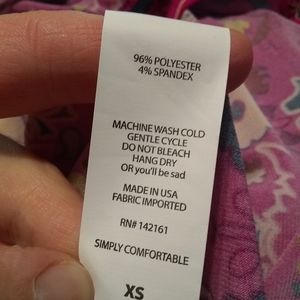 96% POLYESTER
4% SPANDEX
MACHINE WASH COLD
GENTLE CYCLE
DO NOT BLEACH
HANG DRY
OR you'll be sad
MADE IN USA
FABRIC IMPORTED
RN# 142161
SIMPLY COMFORTABLE
XS